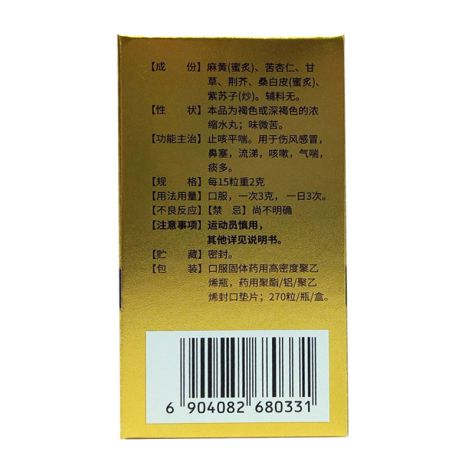 【成 份】麻黄(蜜炙)、苦杏仁、甘
草、荆芥、桑白皮(蜜炙)、
紫苏子(炒)。辅料无。
【性 状】本品为褐色或深褐色的浓
缩水丸；味微苦。
【功能主治】止咳平喘。用于伤风感冒，
鼻塞，流涕，咳嗽，气喘，
痰多。
【规 格】每15粒重2克
【用法用量】口服，一次3克，一日3次。
【不良反应】【禁 忌】尚不明确
【注意事项】运动员慎用，
其他详见说明书。
【贮 藏】密封。
【包 装】口服固体药用高密度聚乙
烯瓶，药用聚酯/铝/聚乙
烯封口垫片；270粒/瓶/盒。
6 904082 680331